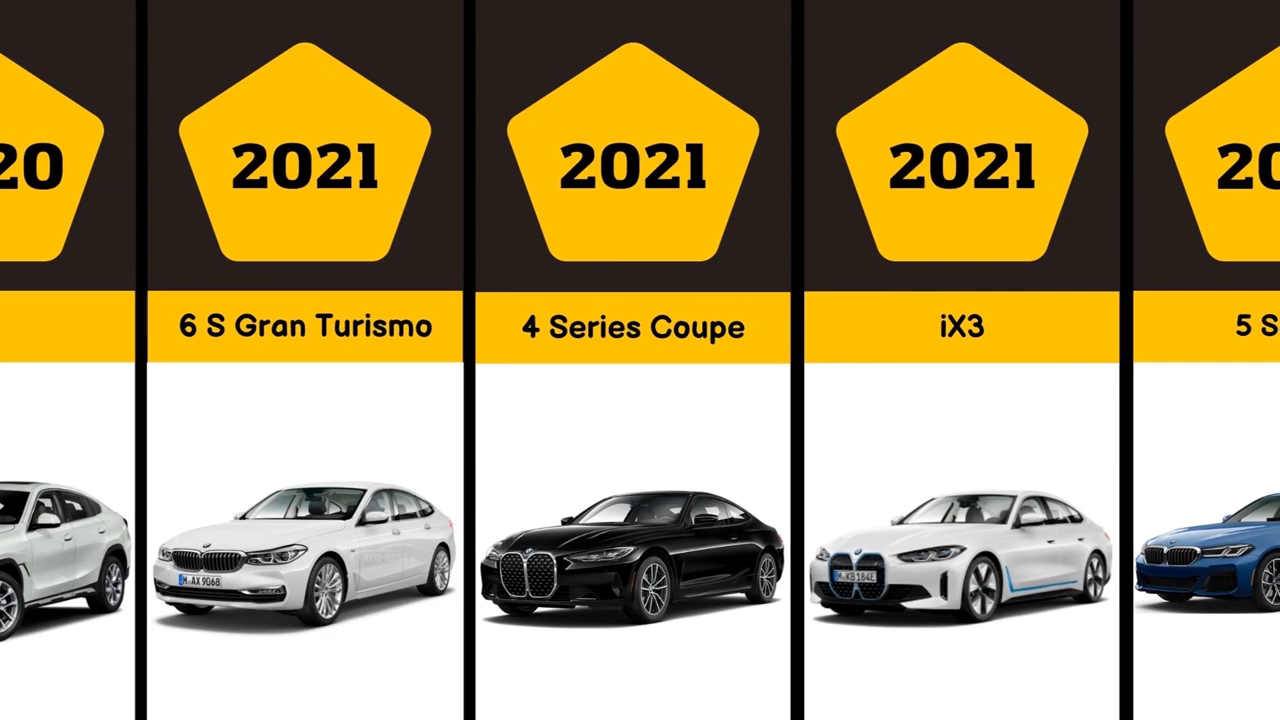 20
2021
2021
2021
20
6 S Gran Turismo
4 Series Coupe
iX3
5 S
M AX 9068
M KB184E